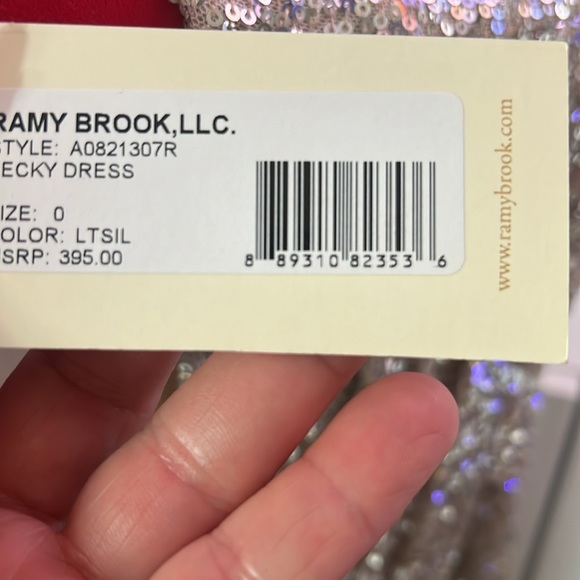 RAMY BROOK,LLC.
STYLE: A0821307R
ECKY DRESS
IZE: 0
OLOR: LTSIL
USRP: 395.00
8 89310 82353 6
www.ramybrook.com